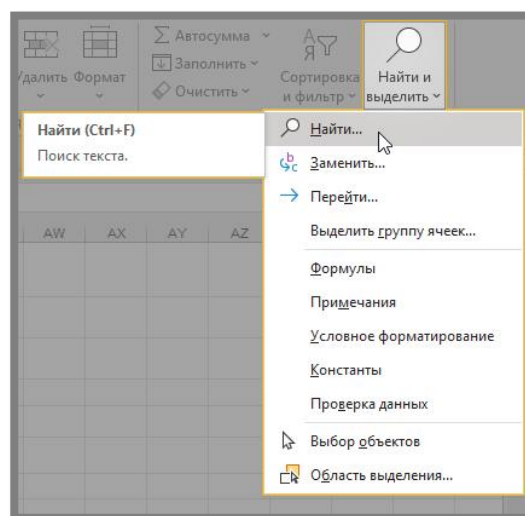 Автосумма
Заполнить
Очистить
Удалить Формат
Сортировка
и фильтр
Найти и
выделить
Найти (Ctrl+F)
Поиск текста.
Найти...
Заменить...
Перейти...
Выделить группу ячеек...
Формулы
Примечания
Условное форматирование
Константы
Проверка данных
Выбор объектов
Область выделения...
AW AX AY AZ